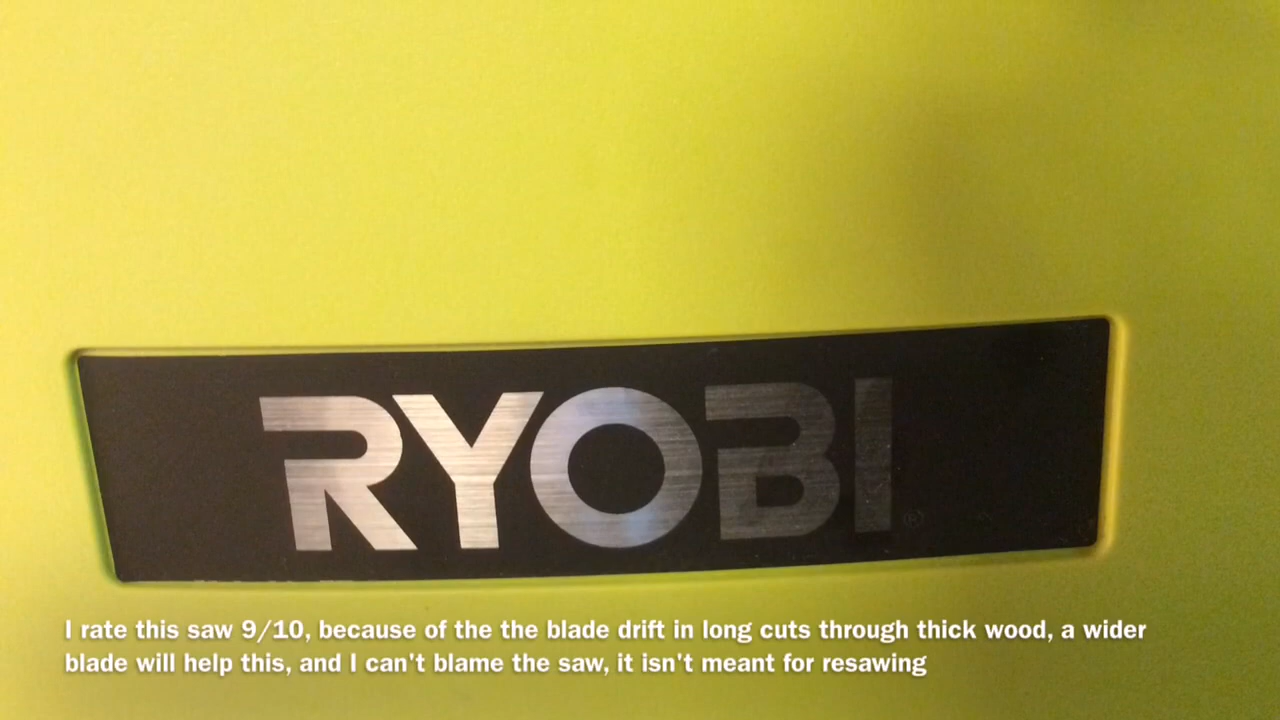 RYOBI®
I rate this saw 9/10, because of the the blade drift in long cuts through thick wood, a wider
blade will help this, and I can't blame the saw, it isn't meant for resawing